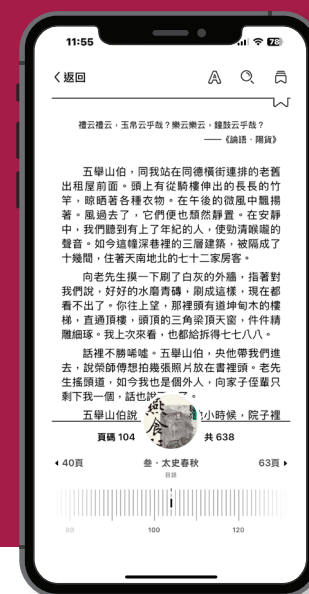 11:55
78
返回
禮云禮云，玉帛云乎哉？樂云樂云，鐘鼓云乎哉？
——《論語·陽貨》
五舉山伯，同我站在同德橫街連排的老舊
出租屋前面。頭上有從騎樓伸出的長長的竹
竿，晾晒著各種衣物。在午後的微風中飄揚
著。風過去了，它們便也頹然靜置。在安靜
中，我們聽到有上了年紀的人，使勁清喉嚨的
聲音。如今這幢深巷裡的三層建築，被隔成了
十幾間，住著天南地北的七十二家房客。
向老先生摸一下刷了白灰的外牆，指著對
我們說，好好的水磨青磚，刷成這樣，現在都
看不出了。你往上望，那裡頭有道坤甸木的樓
梯，直通頂樓，頭頂的三角梁頂天窗，件件精
雕細琢。我上次來看，也都給拆得七七八八。
話裡不勝唏噓。五舉山伯，央他帶我們進
去，說榮師傅想拍幾張照片放在書裡頭。老先
生搖頭道，如今我也是個外人，向家子侄輩只
剩下我一個，話也說
五舉山伯說 小時候，院子裡
燕食記
頁碼 104 共 638
40頁 叁·太史春秋 63頁
目錄
80 100 120